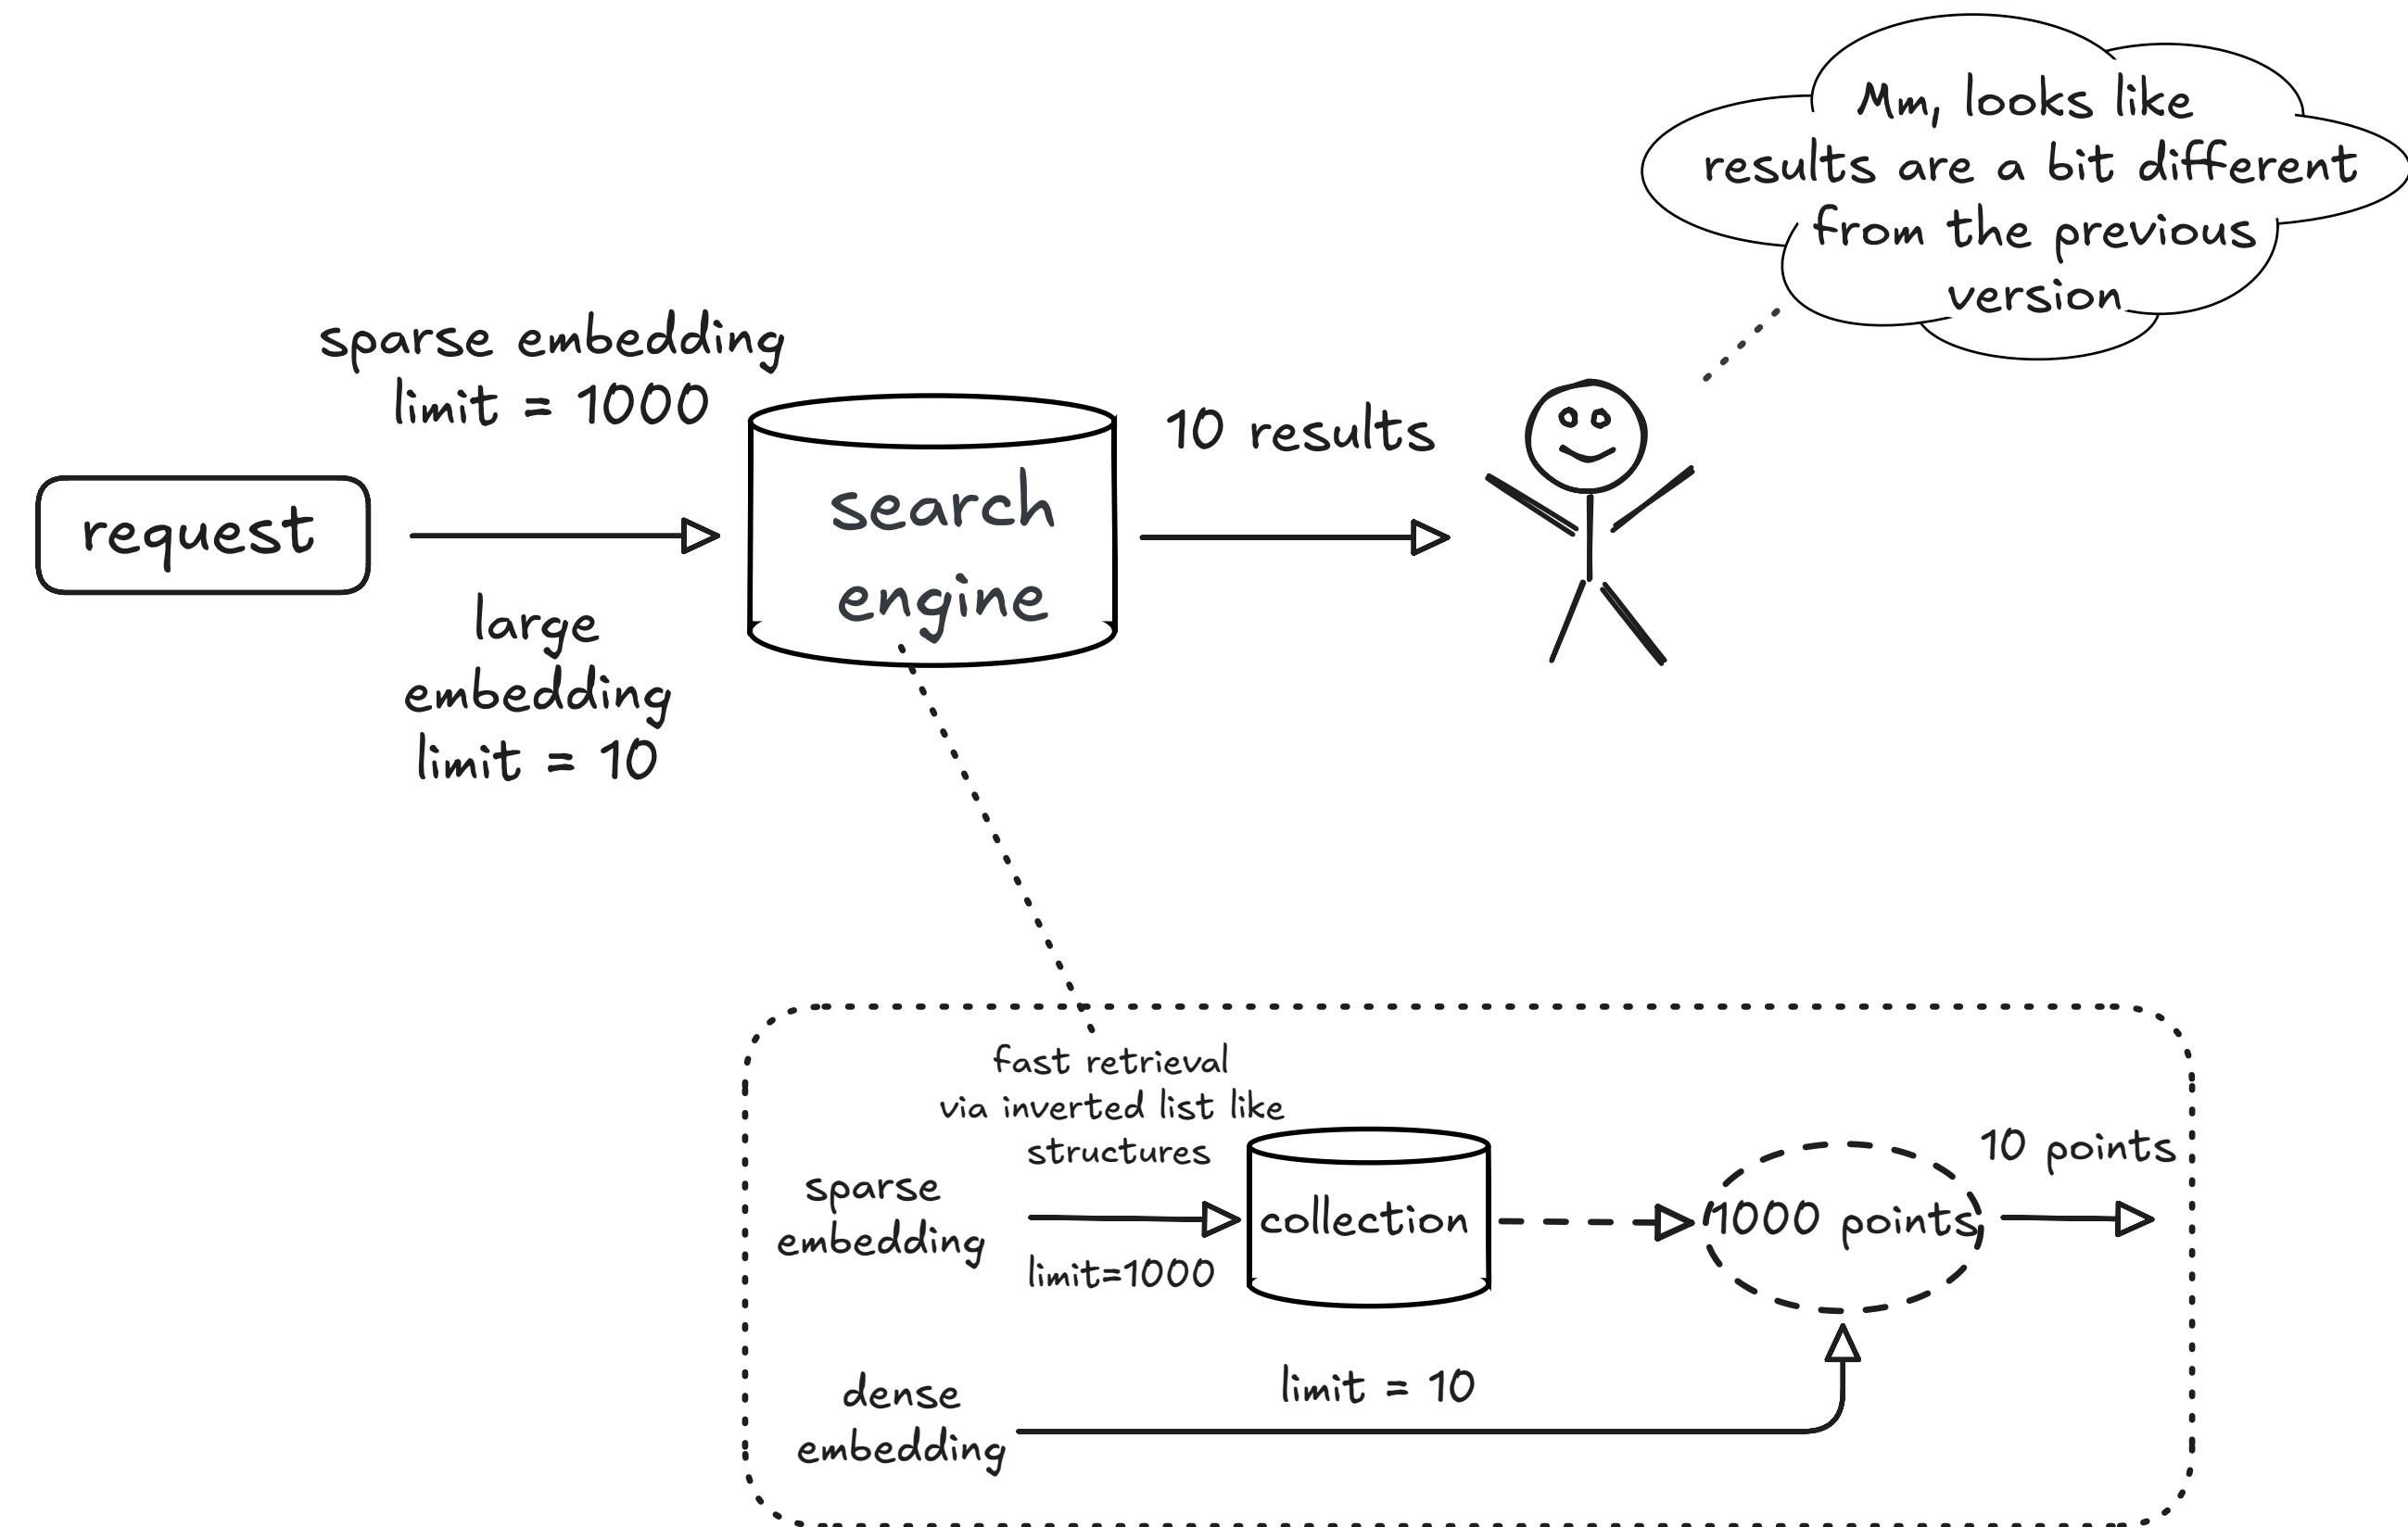 Mm, looks like
results are a bit different
from the previous
version
sparse embedding
limit = 1000
request
large
embedding
limit = 10
search
engine
10 results
fast retrieval
via inverted list like
structures
sparse
embedding
limit=1000
collection
1000 points
10 points
dense
embedding
limit = 10